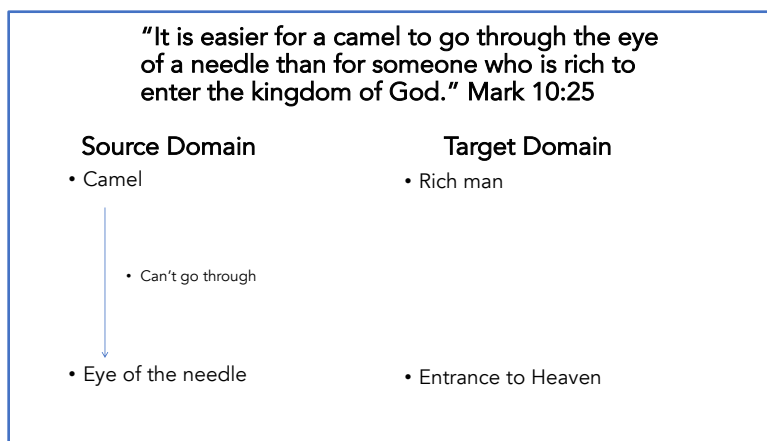 “It is easier for a camel to go through the eye
of a needle than for someone who is rich to
enter the kingdom of God.” Mark 10:25
Source Domain
• Camel
• Can’t go through
• Eye of the needle
Target Domain
• Rich man
• Entrance to Heaven